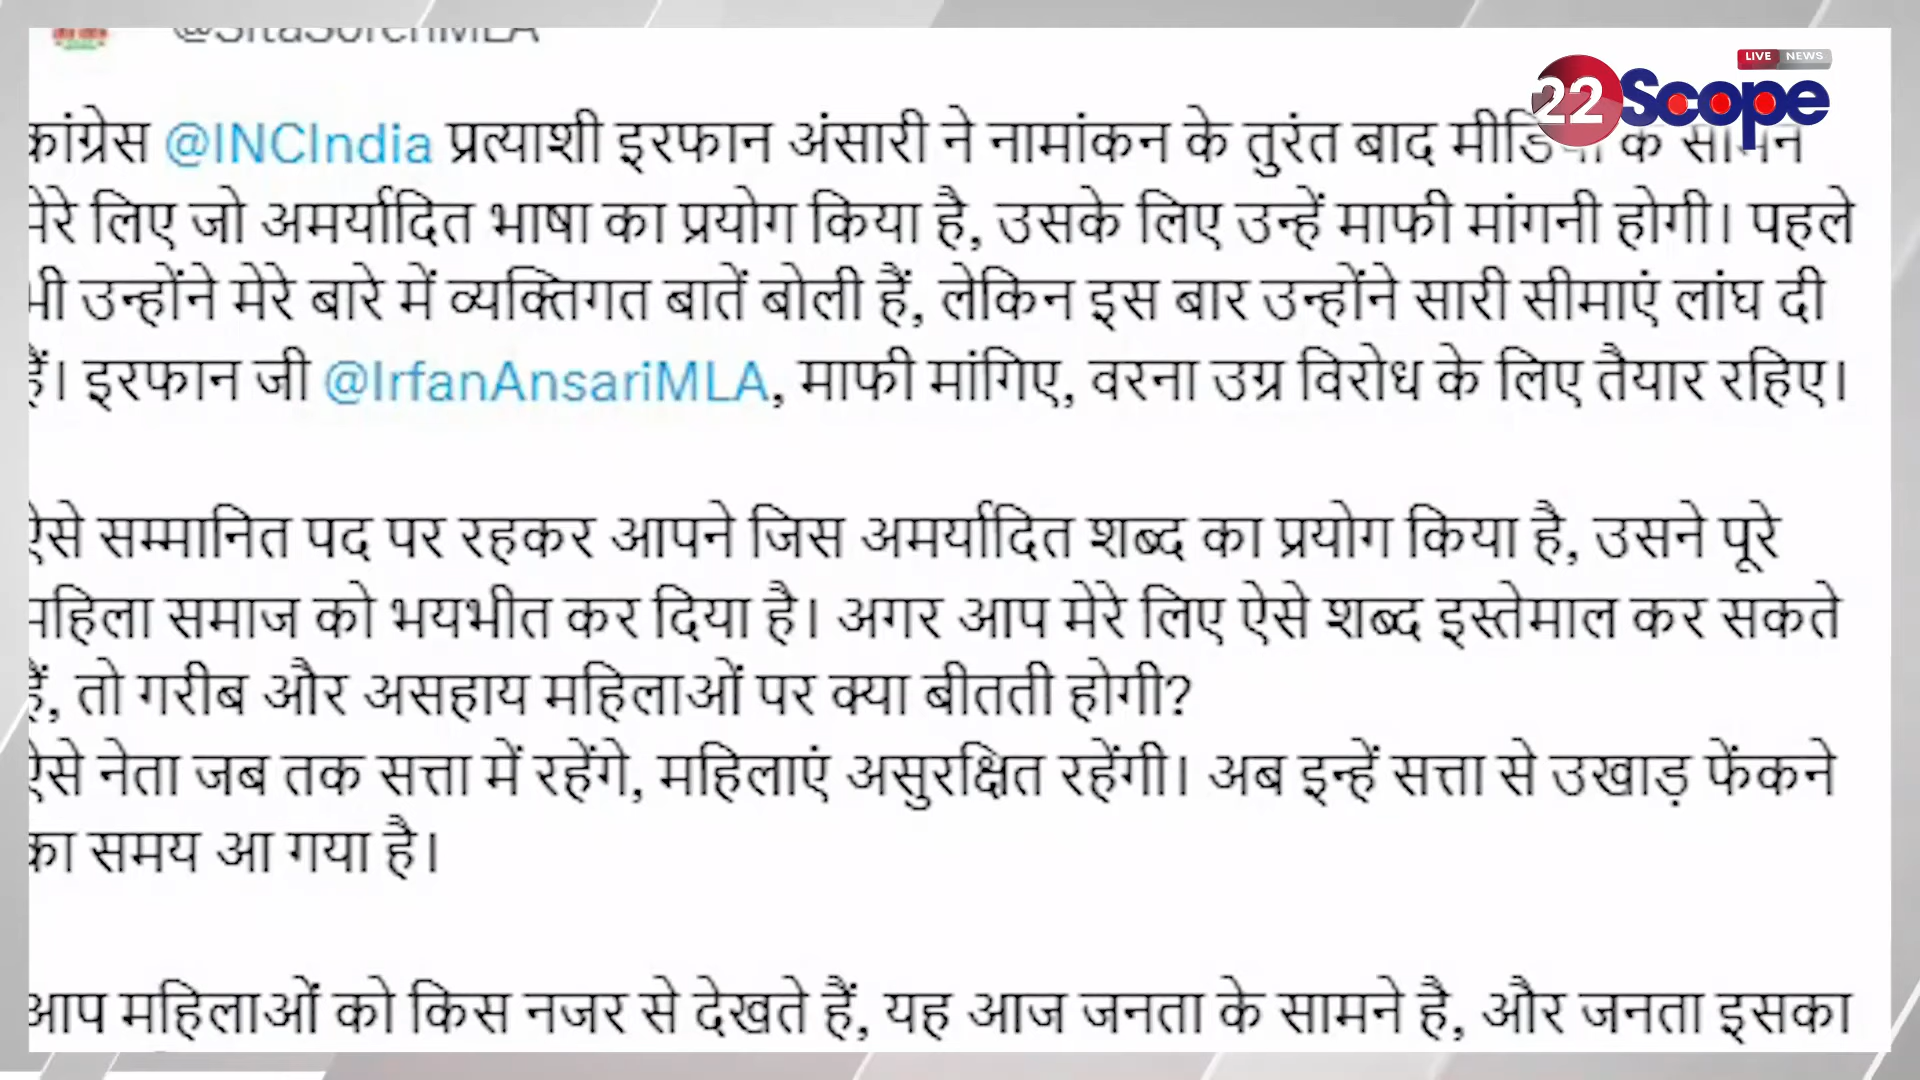 @SitaSorenMLA
LIVE NEWS
22Scope
कांग्रेस @INCIndia प्रत्याशी इरफान अंसारी ने नामांकन के तुरंत बाद मीडिया के सामने
मेरे लिए जो अमर्यादित भाषा का प्रयोग किया है, उसके लिए उन्हें माफी मांगनी होगी। पहले
भी उन्होंने मेरे बारे में व्यक्तिगत बातें बोली हैं, लेकिन इस बार उन्होंने सारी सीमाएं लांघ दी
हैं। इरफान जी @IrfanAnsariMLA, माफी मांगिए, वरना उग्र विरोध के लिए तैयार रहिए।
ऐसे सम्मानित पद पर रहकर आपने जिस अमर्यादित शब्द का प्रयोग किया है, उसने पूरे
महिला समाज को भयभीत कर दिया है। अगर आप मेरे लिए ऐसे शब्द इस्तेमाल कर सकते
हैं, तो गरीब और असहाय महिलाओं पर क्या बीतती होगी?
ऐसे नेता जब तक सत्ता में रहेंगे, महिलाएं असुरक्षित रहेंगी। अब इन्हें सत्ता से उखाड़ फेंकने
का समय आ गया है।
आप महिलाओं को किस नजर से देखते हैं, यह आज जनता के सामने है, और जनता इसका